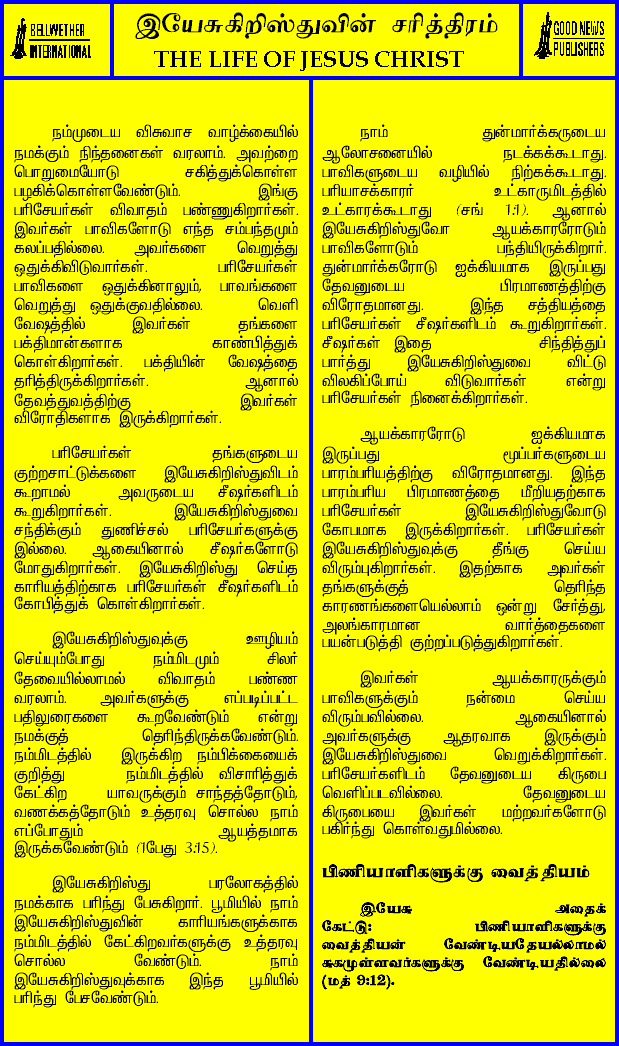 BELLWETHER
INTERNATIONAL
இயேசுகிறிஸ்துவின் சரித்திரம்
THE LIFE OF JESUS CHRIST
GOOD NEWS
PUBLISHERS
நம்முடைய விசுவாச வாழ்க்கையில்
நமக்கும் நிந்தனைகள் வரலாம். அவற்றை
பொறுமையோடு சகித்துக்கொள்ள
பழகிக்கொள்ளவேண்டும். இங்கு
பரிசேயர்கள் விவாதம் பண்ணுகிறார்கள்.
இவர்கள் பாவிகளோடு எந்த சம்பந்தமும்
கலப்பதில்லை. அவர்களை வெறுத்து
ஒதுக்கிவிடுவார்கள். பரிசேயர்கள்
பாவிகளை ஒதுக்கினாலும், பாவங்களை
வெறுத்து ஒதுக்குவதில்லை. வெளி
வேஷத்தில் இவர்கள் தங்களை
பக்திமான்களாக காண்பித்துக்
கொள்கிறார்கள். பக்தியின் வேஷத்தை
தரித்திருக்கிறார்கள். ஆனால்
தேவத்துவத்திற்கு இவர்கள்
விரோதிகளாக இருக்கிறார்கள்.
பரிசேயர்கள் தங்களுடைய
குற்றசாட்டுக்களை இயேசுகிறிஸ்துவிடம்
கூறாமல் அவருடைய சீஷர்களிடம்
கூறுகிறார்கள். இயேசுகிறிஸ்துவை
சந்திக்கும் துணிச்சல் பரிசேயர்களுக்கு
இல்லை. ஆகையினால் சீஷர்களோடு
மோதுகிறார்கள். இயேசுகிறிஸ்து செய்த
காரியத்திற்காக பரிசேயர்கள் சீஷர்களிடம்
கோபித்துக் கொள்கிறார்கள்.
இயேசுகிறிஸ்துவுக்கு ஊழியம்
செய்யும்போது நம்மிடமும் சிலர்
தேவையில்லாமல் விவாதம் பண்ண
வரலாம். அவர்களுக்கு எப்படிப்பட்ட
பதிலுரைகளை கூறவேண்டும் என்று
நமக்குத் தெரிந்திருக்கவேண்டும்.
நம்மிடத்தில் இருக்கிற நம்பிக்கையைக்
குறித்து நம்மிடத்தில் விசாரித்துக்
கேட்கிற யாவருக்கும் சாந்தத்தோடும்,
வணக்கத்தோடும் உத்தரவு சொல்ல நாம்
எப்போதும் ஆயத்தமாக
இருக்கவேண்டும் (1பேது 3:15).
இயேசுகிறிஸ்து பரலோகத்தில்
நமக்காக பரிந்து பேசுகிறார். பூமியில் நாம்
இயேசுகிறிஸ்துவின் காரியங்களுக்காக
நம்மிடத்தில் கேட்கிறவர்களுக்கு உத்தரவு
சொல்ல வேண்டும். நாம்
இயேசுகிறிஸ்துவுக்காக இந்த பூமியில்
பரிந்து பேசவேண்டும்.
நாம் துன்மார்க்கருடைய
ஆலோசனையில் நடக்கக்கூடாது.
பாவிகளுடைய வழியில் நிற்கக்கூடாது.
பரியாசக்காரர் உட்காருமிடத்தில்
உட்காரக்கூடாது (சங் 1:1). ஆனால்
இயேசுகிறிஸ்துவோ ஆயக்காரரோடும்
பாவிகளோடும் பந்தியிருக்கிறார்.
துன்மார்க்கரோடு ஐக்கியமாக இருப்பது
தேவனுடைய பிரமாணத்திற்கு
விரோதமானது. இந்த சத்தியத்தை
பரிசேயர்கள் சீஷர்களிடம் கூறுகிறார்கள்.
சீஷர்கள் இதை சிந்தித்துப்
பார்த்து இயேசுகிறிஸ்துவை விட்டு
விலகிப்போய் விடுவார்கள் என்று
பரிசேயர்கள் நினைக்கிறார்கள்.
ஆயக்காரரோடு ஐக்கியமாக
இருப்பது மூப்பர்களுடைய
பாரம்பரியத்திற்கு விரோதமானது. இந்த
பாரம்பரிய பிரமாணத்தை மீறியதற்காக
பரிசேயர்கள் இயேசுகிறிஸ்துவோடு
கோபமாக இருக்கிறார்கள். பரிசேயர்கள்
இயேசுகிறிஸ்துவுக்கு தீங்கு செய்ய
விரும்புகிறார்கள். இதற்காக அவர்கள்
தங்களுக்குத் தெரிந்த
காரணங்களையெல்லாம் ஒன்று சேர்த்து,
அலங்காரமான வார்த்தைகளை
பயன்படுத்தி குற்றப்படுத்துகிறார்கள்.
இவர்கள் ஆயக்காரருக்கும்
பாவிகளுக்கும் நன்மை செய்ய
விரும்பவில்லை. ஆகையினால்
அவர்களுக்கு ஆதரவாக இருக்கும்
இயேசுகிறிஸ்துவை வெறுக்கிறார்கள்.
பரிசேயர்களிடம் தேவனுடைய கிருபை
வெளிப்படவில்லை. தேவனுடைய
கிருபையை இவர்கள் மற்றவர்களோடு
பகிர்ந்து கொள்வதுமில்லை.
பிணியாளிகளுக்கு வைத்தியம்
இயேசு அதைக்
கேட்டு: பிணியாளிகளுக்கு
வைத்தியன் வேண்டியதேயல்லாமல்
சுகமுள்ளவர்களுக்கு வேண்டியதில்லை
(மத் 9:12).